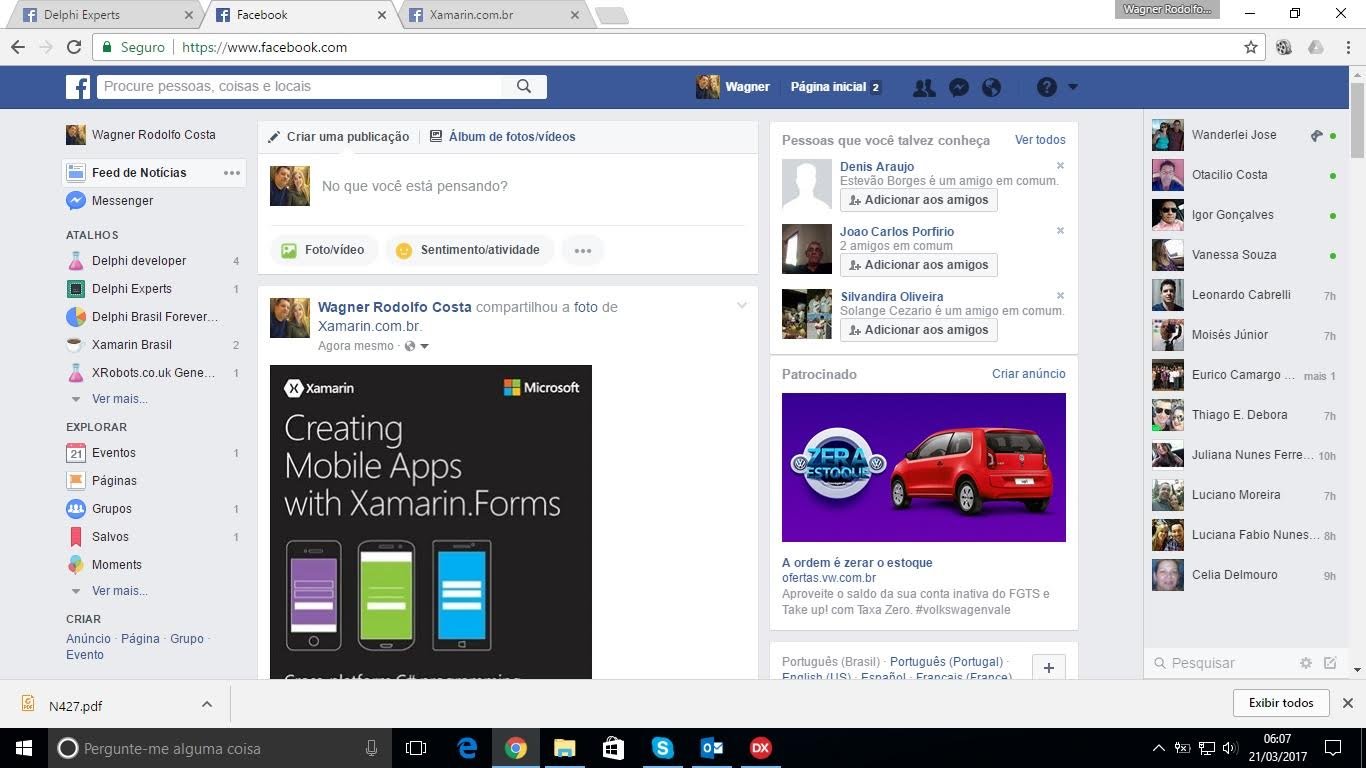 Delphi Experts
Facebook
Xamarin.com.br
Wagner Rodolfo...
Seguro
https://www.facebook.com
Procure pessoas, coisas e locais
Wagner
Página inicial 2
Wagner Rodolfo Costa
Feed de Notícias
Messenger
ATALHOS
Delphi developer 4
Delphi Experts 1
Delphi Brasil Forever...
Xamarin Brasil 2
XRobots.co.uk Gene... 1
Ver mais...
EXPLORAR
21 Eventos 1
Páginas
Grupos 1
Salvos 1
Moments
Ver mais...
CRIAR
Anúncio · Página · Grupo ·
Evento
Criar uma publicação
Álbum de fotos/vídeos
No que você está pensando?
Foto/vídeo
Sentimento/atividade
Wagner Rodolfo Costa compartilhou a foto de
Xamarin.com.br.
Agora mesmo ·
Xamarin
Microsoft
Creating
Mobile Apps
with Xamarin.Forms
Cross-platform C# programming
Pessoas que você talvez conheça
Ver todos
Denis Araujo
Estevão Borges é um amigo em comum.
Adicionar aos amigos
Joao Carlos Porfirio
2 amigos em comum
Adicionar aos amigos
Silvandira Oliveira
Solange Cezario é um amigo em comum.
Adicionar aos amigos
Patrocinado
Criar anúncio
ZERA
ESTOQUE
A ordem é zerar o estoque
ofertas.vw.com.br
Aproveite o saldo da sua conta inativa do FGTS e
Take up! com Taxa Zero. #volkswagenvale
Português (Brasil) · Português (Portugal) ·
English (US) · Español · Français (France)
Wanderlei Jose
Otacilio Costa
Igor Gonçalves
Vanessa Souza
Leonardo Cabrelli 7h
Moisés Júnior 7h
Eurico Camargo ... mais 1
Thiago E. Debora 7h
Juliana Nunes Ferre... 10h
Luciano Moreira 7h
Luciana Fabio Nunes... 8h
Celia Delmouro 9h
Pesquisar
N427.pdf
Exibir todos
Pergunte-me alguma coisa
DX
06:07
21/03/2017